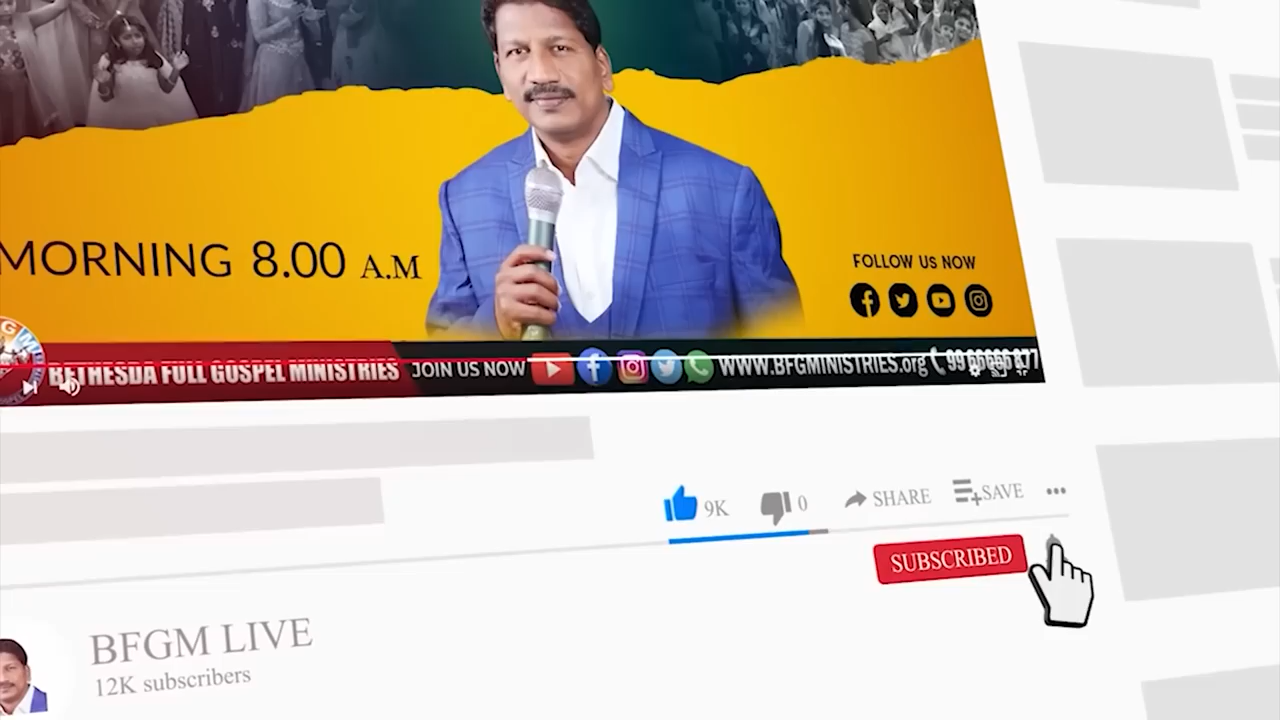 MORNING 8.00 A.M
FOLLOW US NOW
BETHESDA FULL GOSPEL MINISTRIES
JOIN US NOW
WWW.BFGMINISTRIES.org
9K
0
SHARE
SAVE
SUBSCRIBED
BFGM LIVE
12K subscribers